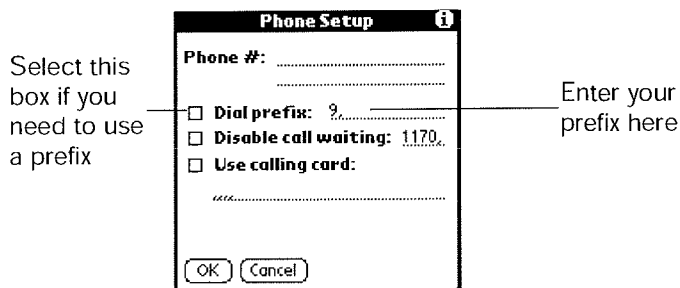 Phone Setup
i
Phone #:
Select this
box if you
need to use
a prefix
Dial prefix: 9,
Disable call waiting: 1170,
Use calling card:
,,,,
Enter your
prefix here
OK Cancel